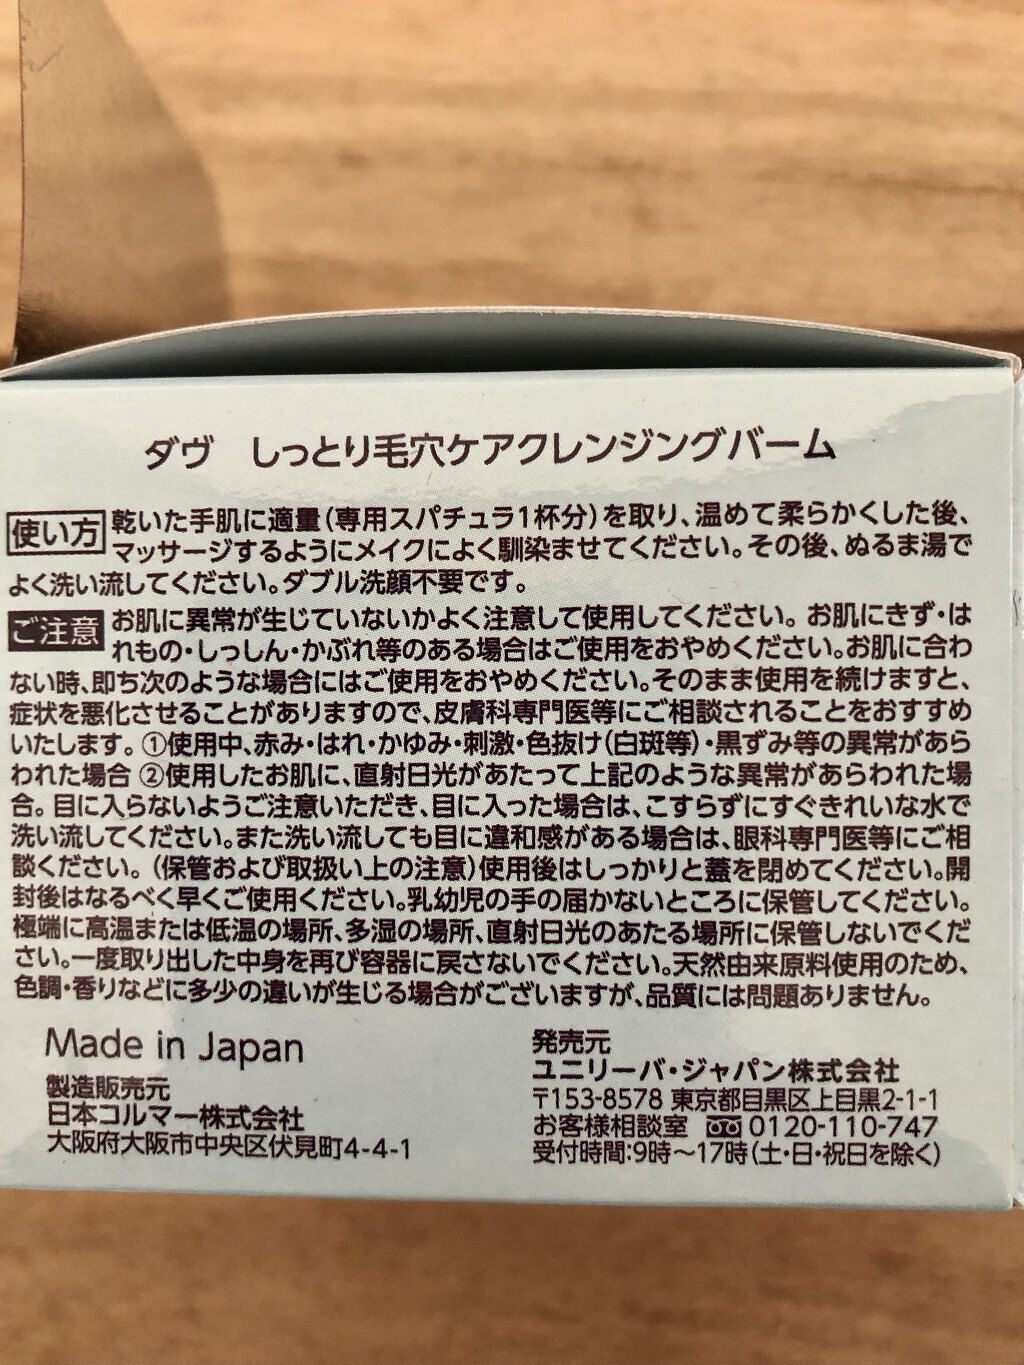 ダヴ　しっとり毛穴ケアクレンジングバーム
使い方 乾いた手肌に適量(専用スパチュラ1杯分)を取り、温めて柔らかくした後、
マッサージするようにメイクによく馴染ませてください。その後、ぬるま湯で
よく洗い流してください。ダブル洗顔不要です。
ご注意 お肌に異常が生じていないかよく注意して使用してください。お肌にきず・は
れもの・しっしん・かぶれ等のある場合はご使用をおやめください。お肌に合わ
ない時、即ち次のような場合にはご使用をおやめください。そのまま使用を続けますと、
症状を悪化させることがありますので、皮膚科専門医等にご相談されることをおすすめ
いたします。①使用中、赤み・はれ・かゆみ・刺激・色抜け(白斑等)・黒ずみ等の異常があら
われた場合 ②使用したお肌に、直射日光があたって上記のような異常があらわれた場
合。目に入らないようご注意いただき、目に入った場合は、こすらずにすぐきれいな水で
洗い流してください。また洗い流しても目に違和感がある場合は、眼科専門医等にご相
談ください。(保管および取扱い上の注意)使用後はしっかりと蓋を閉めてください。開
封後はなるべく早くご使用ください。乳幼児の手の届かないところに保管してください。
極端に高温または低温の場所、多湿の場所、直射日光のあたる場所に保管しないでくだ
さい。一度取り出した中身を再び容器に戻さないでください。天然由来原料使用のため、
色調・香りなどに多少の違いが生じる場合がございますが、品質には問題ありません。
Made in Japan
製造販売元
日本コルマー株式会社
大阪府大阪市中央区伏見町4-4-1
発売元
ユニリーバ・ジャパン株式会社
〒153-8578 東京都目黒区上目黒2-1-1
お客様相談室 0120-110-747
受付時間:9時～17時(土・日・祝日を除く)